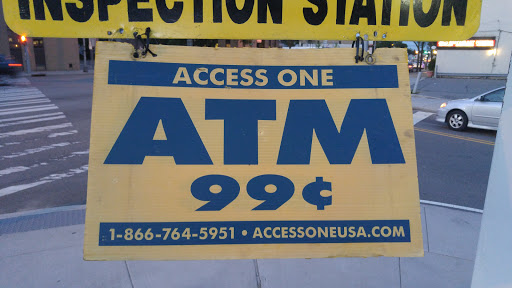 INSPECTION STATION
ACCESS ONE
ATM
99¢
1-866-764-5951 • ACCESSONEUSA.COM